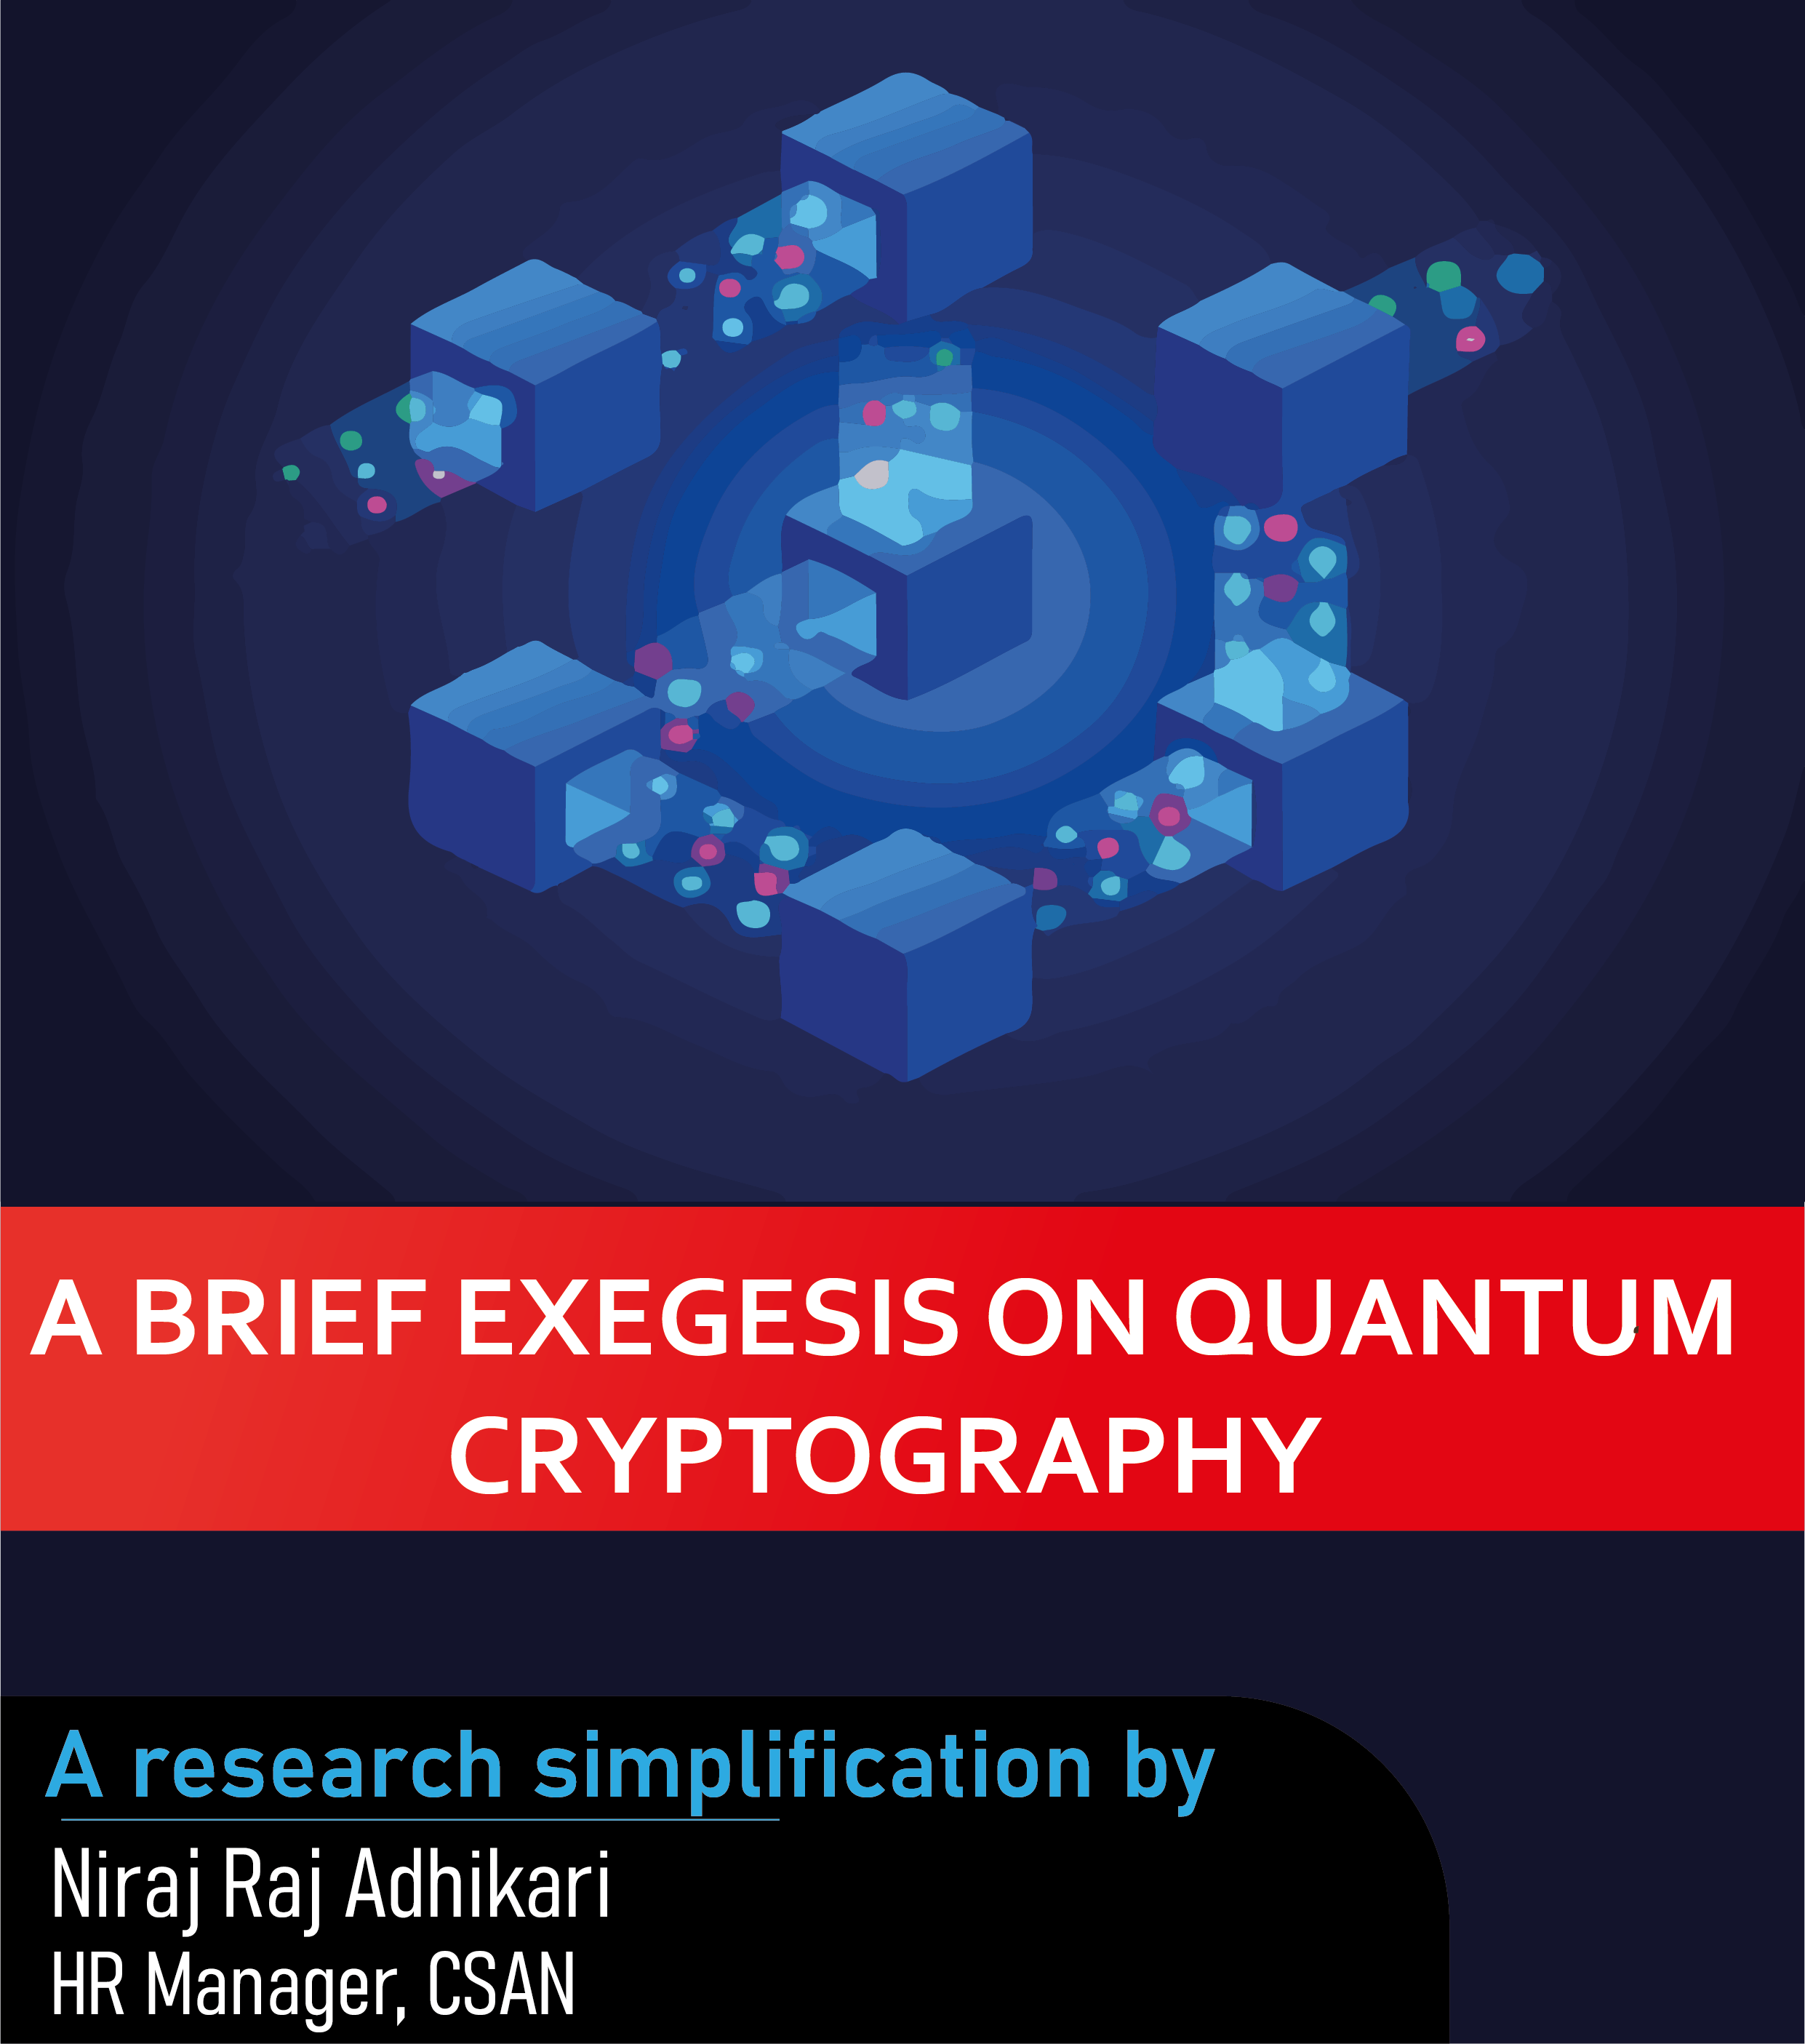 A BRIEF EXEGESIS ON QUANTUM
CRYPTOGRAPHY
A research simplification by
Niraj Raj Adhikari
HR Manager, CSAN